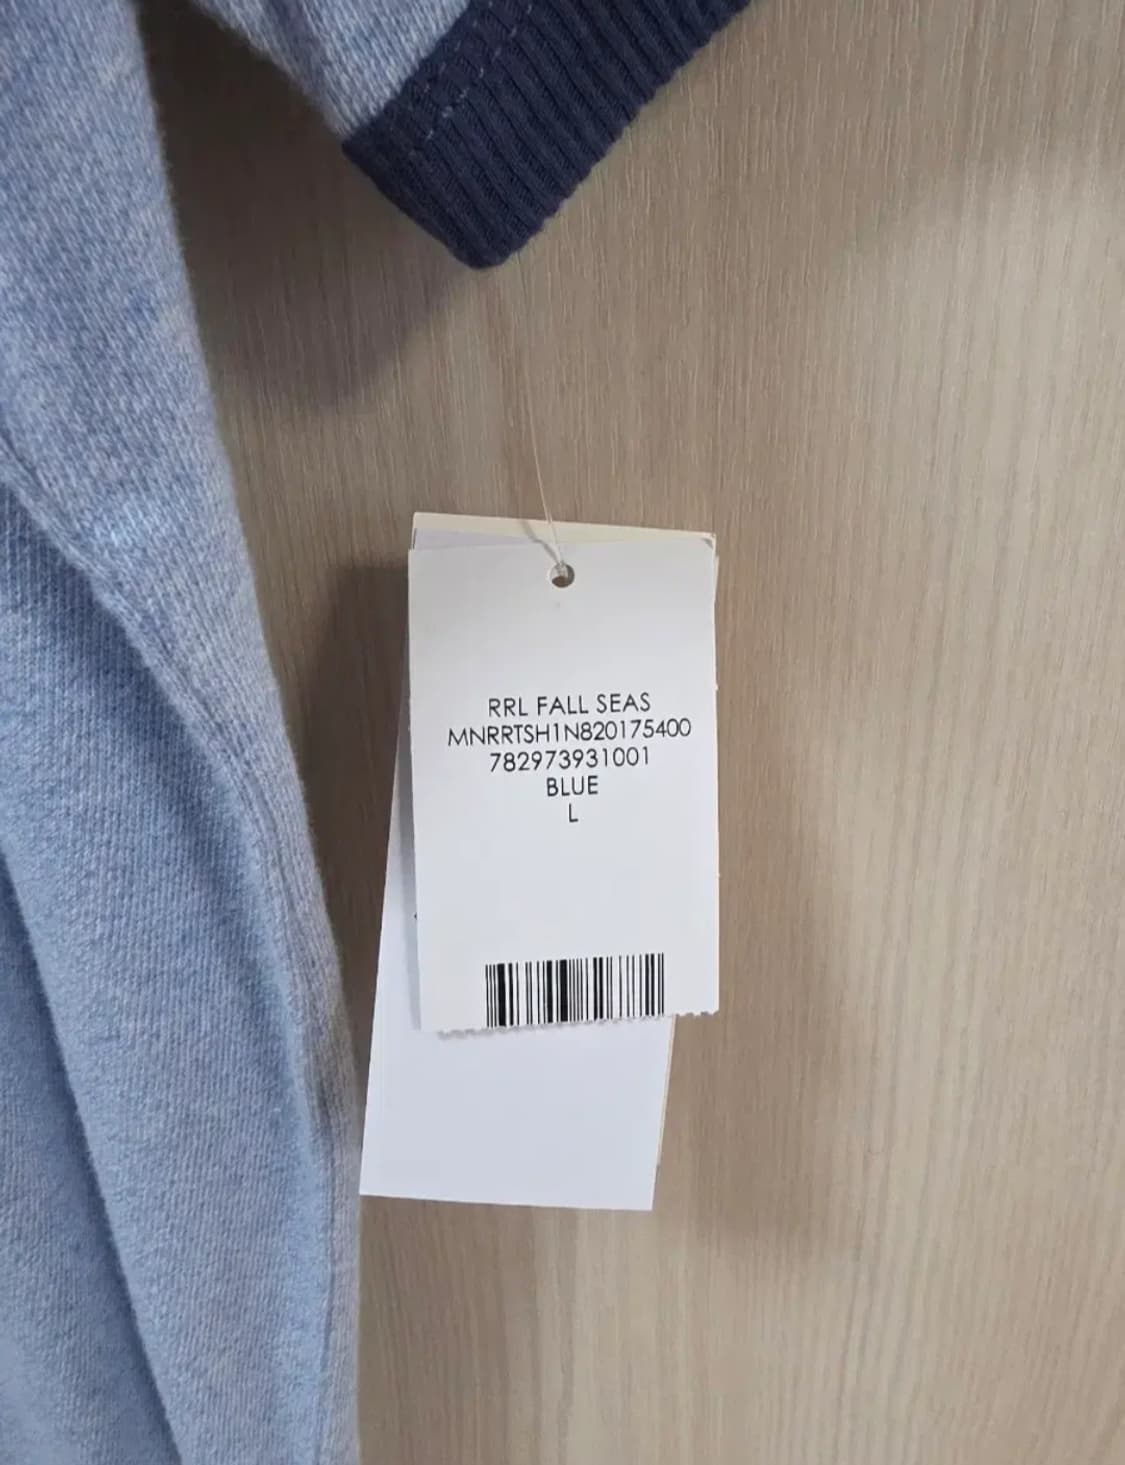 RRL FALL SEAS
MNRRTSH1N820175400
782973931001
BLUE
L